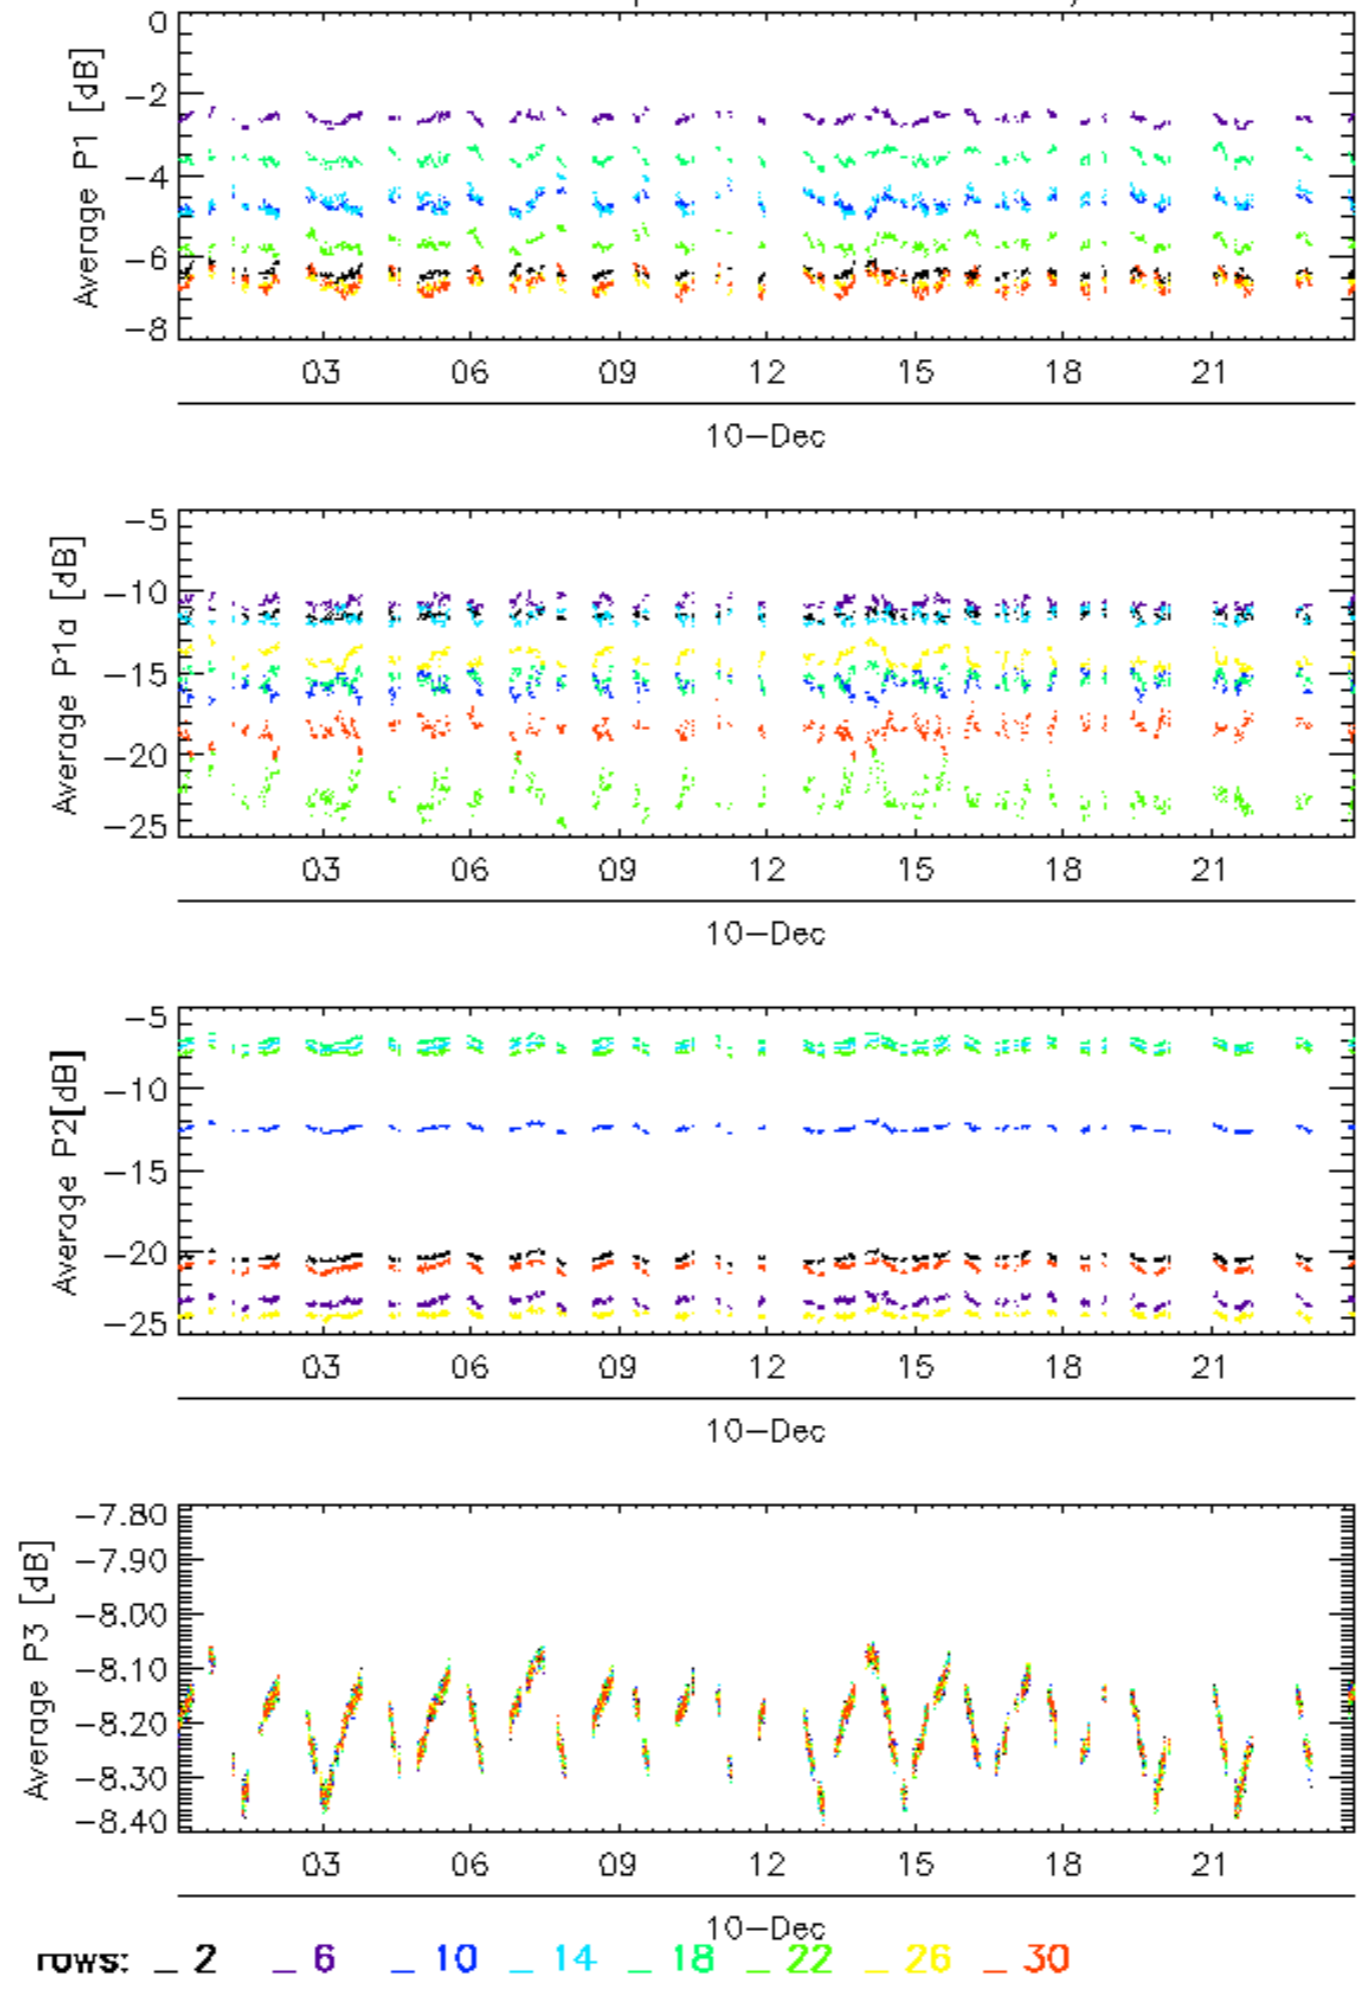 0
−2
−4
−6
−8
Average P1 [dB]
03 06 09 12 15 18 21
10−Dec
−5
−10
−15
−20
−25
Average P1a [dB]
03 06 09 12 15 18 21
10−Dec
−5
−10
−15
−20
−25
Average P2[dB]
03 06 09 12 15 18 21
10−Dec
−7.80
−7.90
−8.00
−8.10
−8.20
−8.30
−8.40
Average P3 [dB]
03 06 09 12 15 18 21
10−Dec
rows: _ 2 _ 6 _ 10 _ 14 _ 18 _ 22 _ 26 _ 30